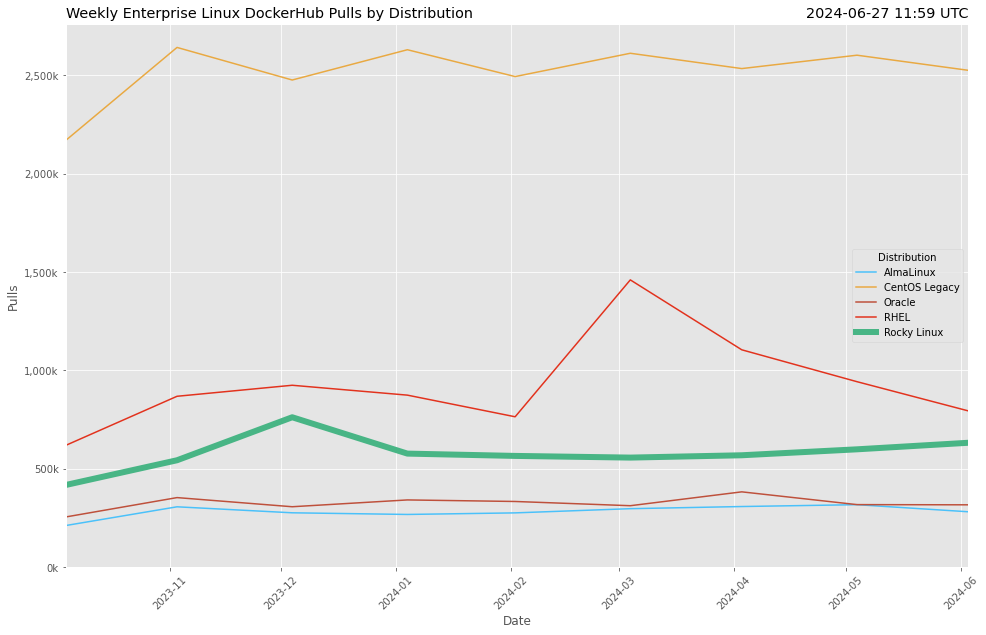 Weekly Enterprise Linux DockerHub Pulls by Distribution
2024-06-27 11:59 UTC
2,500k
2,000k
1,500k
1,000k
500k
0k
Pulls
Distribution
AlmaLinux
CentOS Legacy
Oracle
RHEL
Rocky Linux
2023-11
2023-12
2024-01
2024-02
2024-03
2024-04
2024-05
2024-06
Date